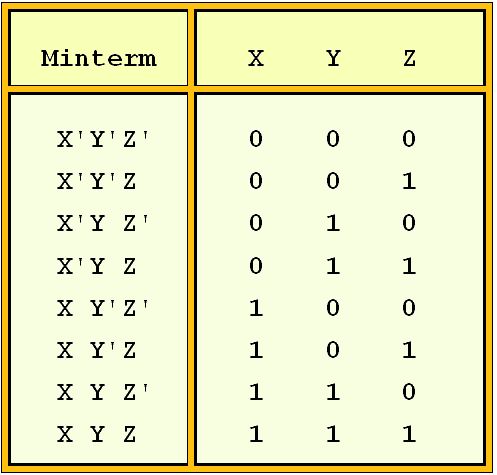 Minterm X Y Z
X'Y'Z' 0 0 0
X'Y'Z 0 0 1
X'Y Z' 0 1 0
X'Y Z 0 1 1
X Y'Z' 1 0 0
X Y'Z 1 0 1
X Y Z' 1 1 0
X Y Z 1 1 1